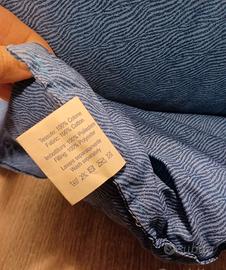 Tessuto: 100% Cotone
Fabric: 100% Cotton
Imbottitura: 100% Poliestere
Filling: 100% Polyester
Lavare separatamente
Wash separately